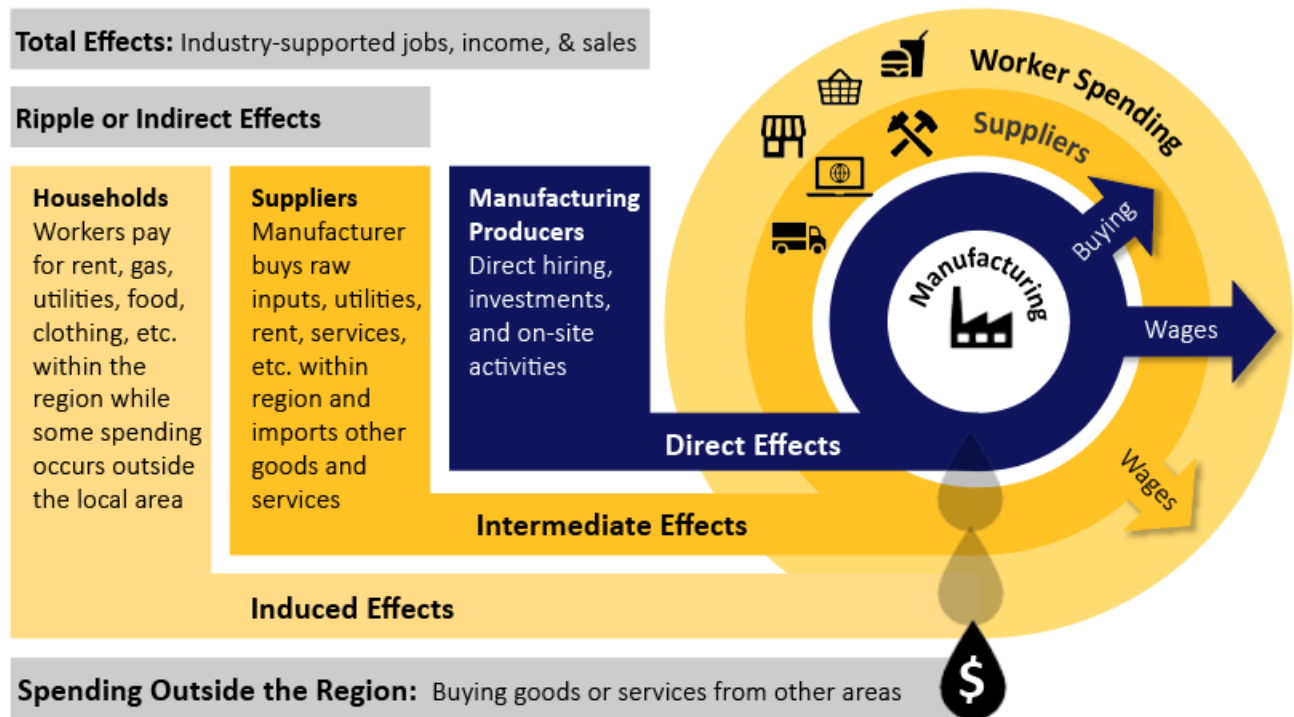 Total Effects: Industry-supported jobs, income, & sales
Ripple or Indirect Effects
Households
Workers pay
for rent, gas,
utilities, food,
clothing, etc.
within the
region while
some spending
occurs outside
the local area
Suppliers
Manufacturer
buys raw
inputs, utilities,
rent, services,
etc. within
region and
imports other
goods and
services
Manufacturing
Producers
Direct hiring,
investments,
and on-site
activities
Direct Effects
Intermediate Effects
Induced Effects
Worker Spending
Suppliers
Manufacturing
Buying
Wages
Wages
Spending Outside the Region: Buying goods or services from other areas
$